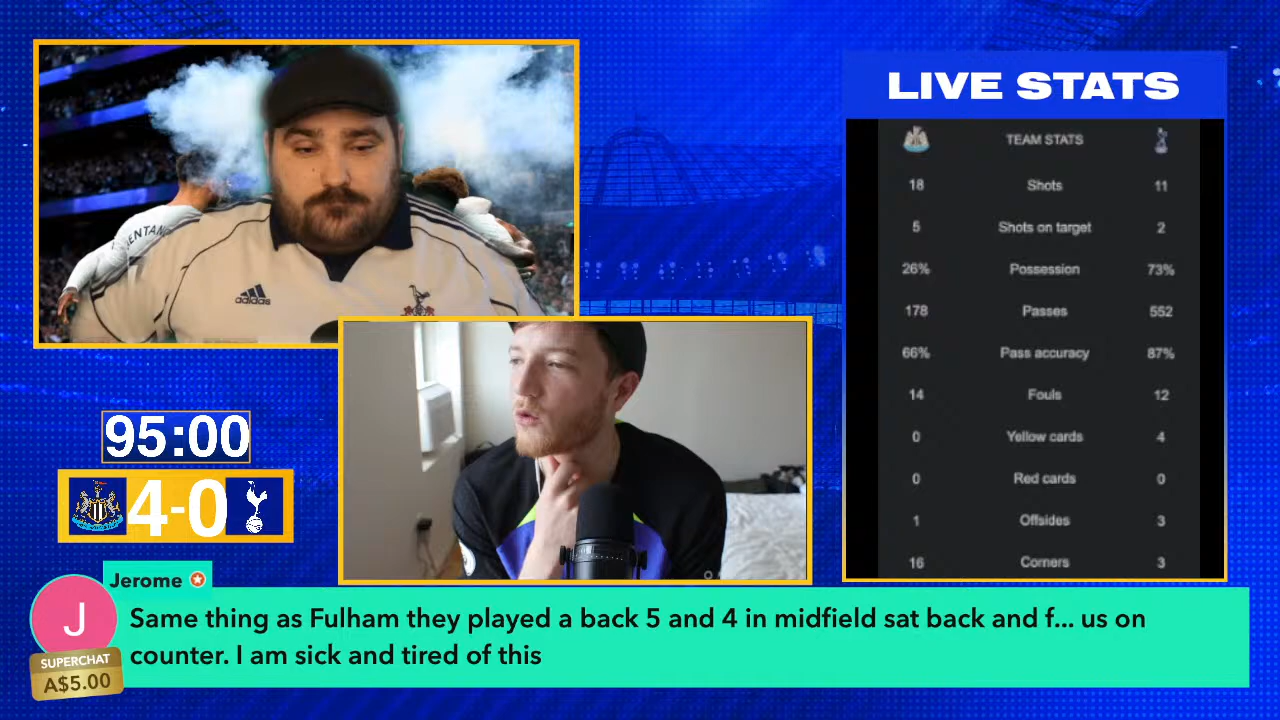 LIVE STATS
TEAM STATS
18 Shots 11
5 Shots on target 2
26% Possession 73%
178 Passes 552
66% Pass accuracy 87%
14 Fouls 12
0 Yellow cards 4
0 Red cards 0
1 Offsides 3
16 Corners 3
adidas
95:00
4-0
Jerome
J
Same thing as Fulham they played a back 5 and 4 in midfield sat back and f... us on
counter. I am sick and tired of this
SUPERCHAT
A$5.00